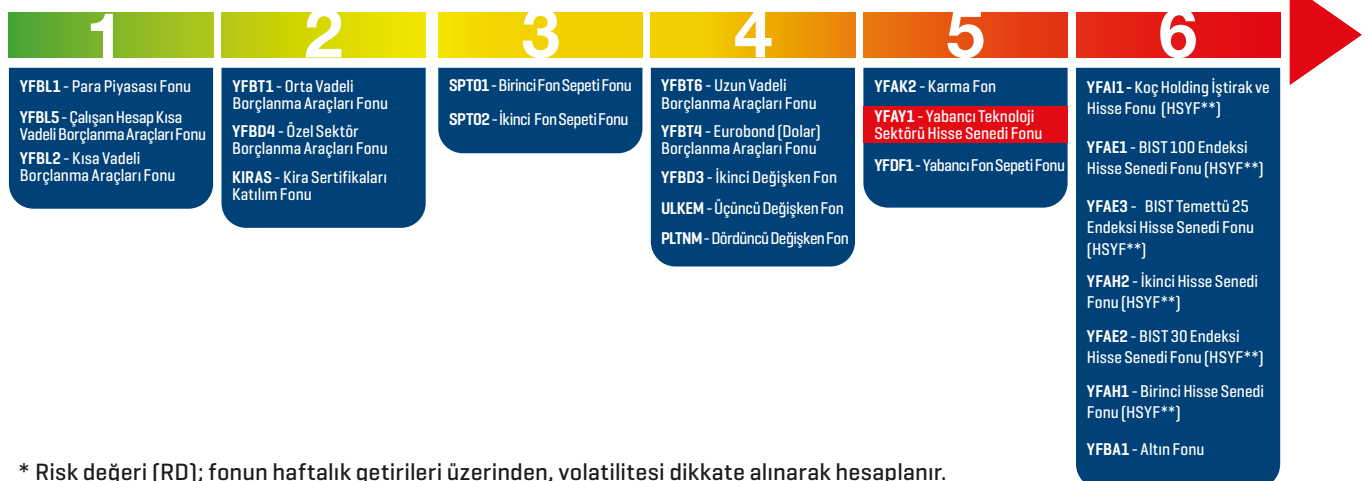 1
YFBL1 - Para Piyasası Fonu
YFBL5 - Çalışan Hesap Kısa
Vadeli Borçlanma Araçları Fonu
YFBL2 - Kısa Vadeli
Borçlanma Araçları Fonu
2
YFBT1 - Orta Vadeli
Borçlanma Araçları Fonu
YFBD4 - Özel Sektör
Borçlanma Araçları Fonu
KIRAS - Kira Sertifikaları
Katılım Fonu
3
SPT01 - Birinci Fon Sepeti Fonu
SPT02 - İkinci Fon Sepeti Fonu
4
YFBT6 - Uzun Vadeli
Borçlanma Araçları Fonu
YFBT4 - Eurobond (Dolar)
Borçlanma Araçları Fonu
YFBD3 - İkinci Değişken Fon
ULKEM - Üçüncü Değişken Fon
PLTNM - Dördüncü Değişken Fon
5
YFAK2 - Karma Fon
YFAY1 - Yabancı Teknoloji
Sektörü Hisse Senedi Fonu
YFDF1 - Yabancı Fon Sepeti Fonu
6
YFAI1 - Koç Holding İştirak ve
Hisse Fonu (HSYF**)
YFAE1 - BIST 100 Endeksi
Hisse Senedi Fonu (HSYF**)
YFAE3 - BIST Temettü 25
Endeksi Hisse Senedi Fonu
(HSYF**)
YFAH2 - İkinci Hisse Senedi
Fonu (HSYF**)
YFAE2 - BIST 30 Endeksi
Hisse Senedi Fonu (HSYF**)
YFAH1 - Birinci Hisse Senedi
Fonu (HSYF**)
YFBA1 - Altın Fonu
* Risk değeri (RD); fonun haftalık getirileri üzerinden, volatilitesi dikkate alınarak hesaplanır.